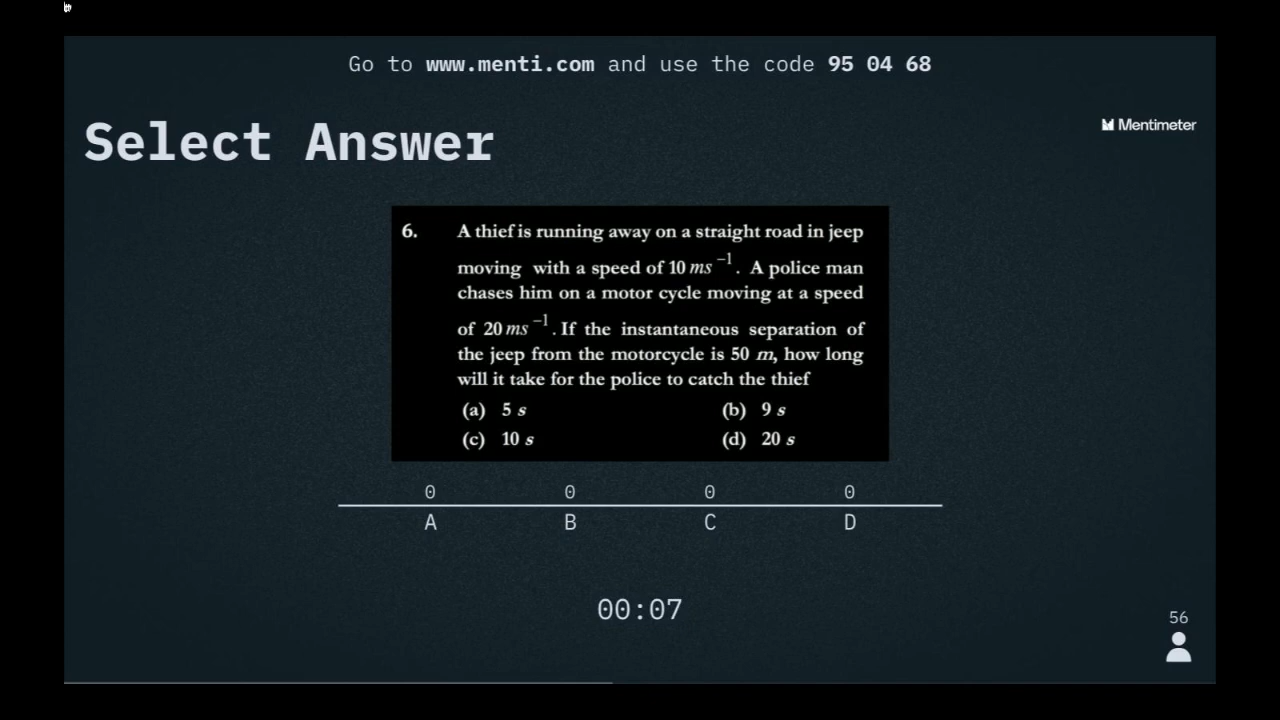 Go to www.menti.com and use the code 95 04 68
Select Answer
Mentimeter
6. A thief is running away on a straight road in jeep
moving with a speed of 10 ms⁻¹. A police man
chases him on a motor cycle moving at a speed
of 20 ms⁻¹. If the instantaneous separation of
the jeep from the motorcycle is 50 m, how long
will it take for the police to catch the thief
(a) 5 s (b) 9 s
(c) 10 s (d) 20 s
0 0 0 0
A B C D
00:07
56